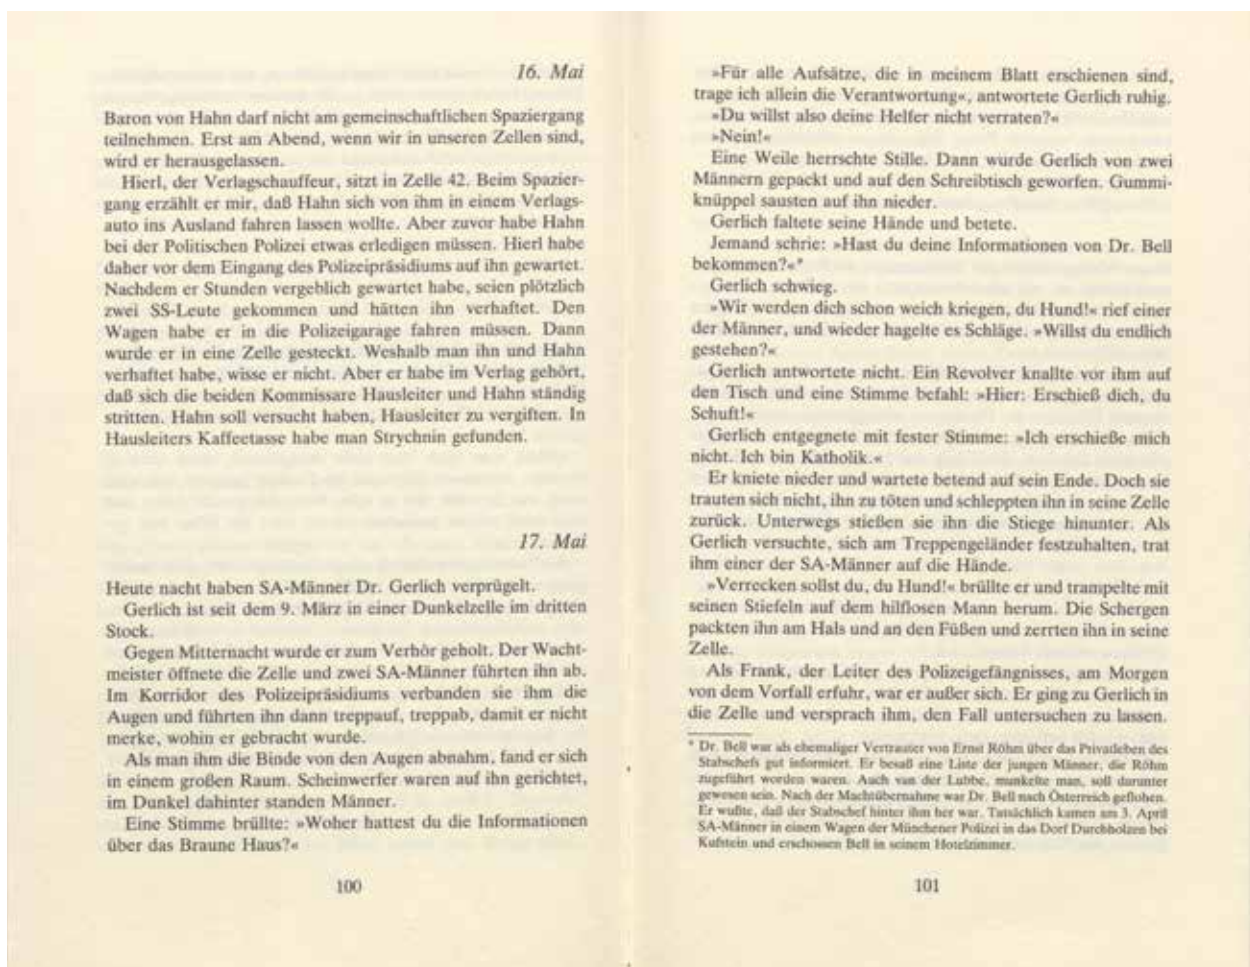 16. Mai
Baron von Hahn darf nicht am gemeinschaftlichen Spaziergang
teilnehmen. Erst am Abend, wenn wir in unseren Zellen sind,
wird er herausgelassen.
Hierl, der Verlagschauffeur, sitzt in Zelle 42. Beim Spazier-
gang erzählt er mir, daß Hahn sich von ihm in einem Verlags-
auto ins Ausland fahren lassen wollte. Aber zuvor habe Hahn
bei der Politischen Polizei etwas erledigen müssen. Hierl habe
daher vor dem Eingang des Polizeipräsidiums auf ihn gewartet.
Nachdem er Stunden vergeblich gewartet habe, seien plötzlich
zwei SS-Leute gekommen und hätten ihn verhaftet. Den
Wagen habe er in die Polizeigarage fahren müssen. Dann
wurde er in eine Zelle gesteckt. Weshalb man ihn und Hahn
verhaftet habe, wisse er nicht. Aber er habe im Verlag gehört,
daß sich die beiden Kommissare Hausleiter und Hahn ständig
stritten. Hahn soll versucht haben, Hausleiter zu vergiften. In
Hausleiters Kaffeetasse habe man Strychnin gefunden.
17. Mai
Heute nacht haben SA-Männer Dr. Gerlich verprügelt.
Gerlich ist seit dem 9. März in einer Dunkelzelle im dritten
Stock.
Gegen Mitternacht wurde er zum Verhör geholt. Der Wacht-
meister öffnete die Zelle und zwei SA-Männer führten ihn ab.
Im Korridor des Polizeipräsidiums verbanden sie ihm die
Augen und führten ihn dann treppauf, treppab, damit er nicht
merke, wohin er gebracht wurde.
Als man ihm die Binde von den Augen abnahm, fand er sich
in einem großen Raum. Scheinwerfer waren auf ihn gerichtet,
im Dunkel dahinter standen Männer.
Eine Stimme brüllte: »Woher hattest du die Informationen
über das Braune Haus?«
100
»Für alle Aufsätze, die in meinem Blatt erschienen sind,
trage ich allein die Verantwortung«, antwortete Gerlich ruhig.
»Du willst also deine Helfer nicht verraten?«
»Nein!«
Eine Weile herrschte Stille. Dann wurde Gerlich von zwei
Männern gepackt und auf den Schreibtisch geworfen. Gummi-
knüppel sausten auf ihn nieder.
Gerlich faltete seine Hände und betete.
Jemand schrie: »Hast du deine Informationen von Dr. Bell
bekommen?«*
Gerlich schwieg.
»Wir werden dich schon weich kriegen, du Hund!« rief einer
der Männer, und wieder hagelte es Schläge. »Willst du endlich
gestehen?«
Gerlich antwortete nicht. Ein Revolver knallte vor ihm auf
den Tisch und eine Stimme befahl: »Hier: Erschieß dich, du
Schuft!«
Gerlich entgegnete mit fester Stimme: »Ich erschieße mich
nicht. Ich bin Katholik.«
Er kniete nieder und wartete betend auf sein Ende. Doch sie
trauten sich nicht, ihn zu töten und schleppten ihn in seine Zelle
zurück. Unterwegs stießen sie ihn die Stiege hinunter. Als
Gerlich versuchte, sich am Treppengeländer festzuhalten, trat
ihm einer der SA-Männer auf die Hände.
»Verrecken sollst du, du Hund!« brüllte er und trampelte mit
seinen Stiefeln auf dem hilflosen Mann herum. Die Schergen
packten ihn am Hals und an den Füßen und zerrten ihn in seine
Zelle.
Als Frank, der Leiter des Polizeigefängnisses, am Morgen
von dem Vorfall erfuhr, war er außer sich. Er ging zu Gerlich in
die Zelle und versprach ihm, den Fall untersuchen zu lassen.
* Dr. Bell war als ehemaliger Vertrauter von Ernst Röhm über das Privatleben des
Stabschefs gut informiert. Er besaß eine Liste der jungen Männer, die Röhm
zugeführt worden waren. Auch van der Lubbe, munkelte man, soll darunter
gewesen sein. Nach der Machtübernahme war Dr. Bell nach Österreich geflohen.
Er wußte, daß der Stabschef hinter ihm her war. Tatsächlich kamen am 3. April
SA-Männer in einem Wagen der Münchener Polizei in das Dorf Durchholzen bei
Kufstein und erschossen Bell in seinem Hotelzimmer.
101